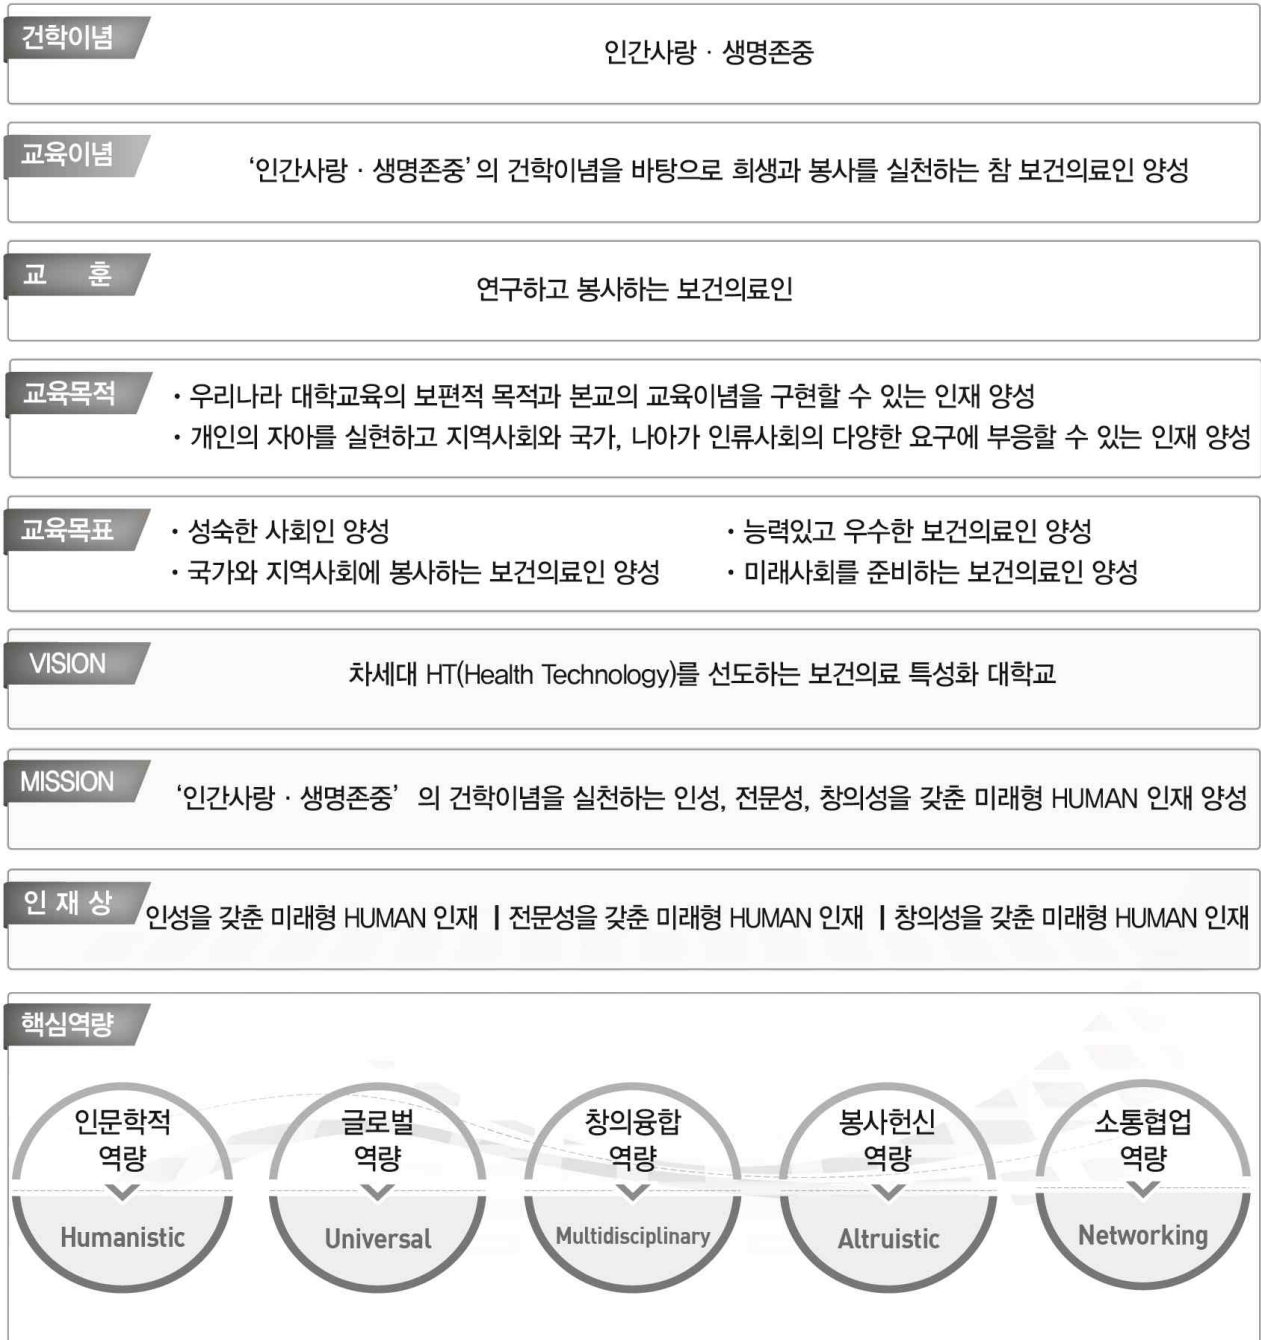 건학이념
인간사랑 · 생명존중
교육이념
‘인간사랑 · 생명존중’의 건학이념을 바탕으로 희생과 봉사를 실천하는 참 보건의료인 양성
교 훈
연구하고 봉사하는 보건의료인
교육목적
· 우리나라 대학교육의 보편적 목적과 본교의 교육이념을 구현할 수 있는 인재 양성
· 개인의 자아를 실현하고 지역사회와 국가, 나아가 인류사회의 다양한 요구에 부응할 수 있는 인재 양성
교육목표
· 성숙한 사회인 양성
· 능력있고 우수한 보건의료인 양성
· 국가와 지역사회에 봉사하는 보건의료인 양성
· 미래사회를 준비하는 보건의료인 양성
VISION
차세대 HT(Health Technology)를 선도하는 보건의료 특성화 대학교
MISSION
‘인간사랑 · 생명존중’ 의 건학이념을 실천하는 인성, 전문성, 창의성을 갖춘 미래형 HUMAN 인재 양성
인 재 상
인성을 갖춘 미래형 HUMAN 인재 | 전문성을 갖춘 미래형 HUMAN 인재 | 창의성을 갖춘 미래형 HUMAN 인재
핵심역량
인문학적
역량
Humanistic
글로벌
역량
Universal
창의융합
역량
Multidisciplinary
봉사헌신
역량
Altruistic
소통협업
역량
Networking